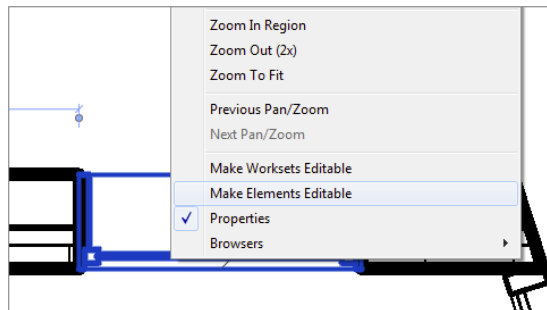 Zoom In Region
Zoom Out (2x)
Zoom To Fit
Previous Pan/Zoom
Next Pan/Zoom
Make Worksets Editable
Make Elements Editable
Properties
Browsers